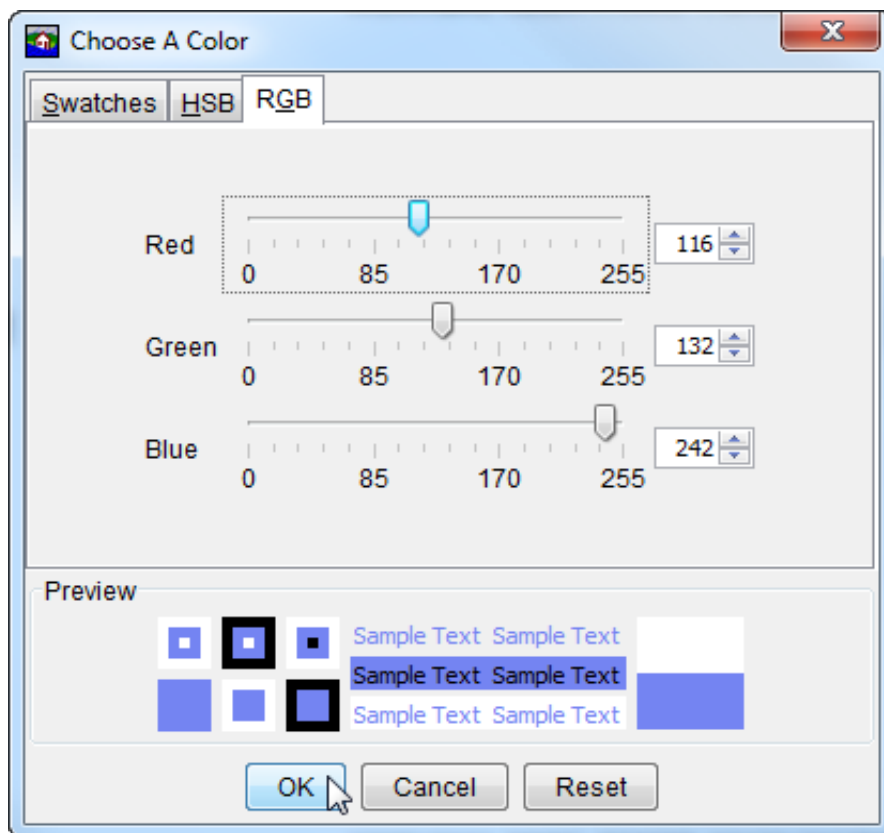 Choose A Color
Swatches HSB RGB
Red 116
0 85 170 255
Green 132
0 85 170 255
Blue 242
0 85 170 255
Preview
Sample Text Sample Text
Sample Text Sample Text
Sample Text Sample Text
OK Cancel Reset